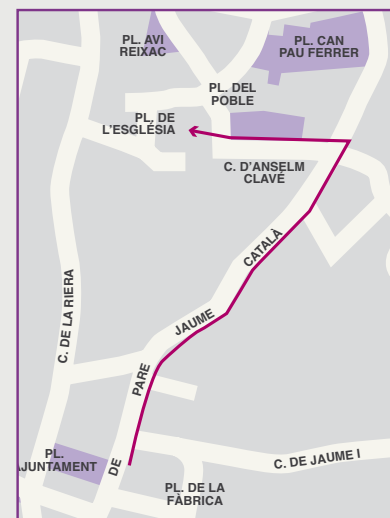 PL. AVI
REIXAC
PL. CAN
PAU FERRER
PL. DEL
POBLE
PL. DE
L'ESGLÉSIA
C. D'ANSELM
CLAVÉ
C. DE LA RIERA
DE PARE JAUME CATALÀ
PL.
AJUNTAMENT
C. DE JAUME I
PL. DE LA
FÀBRICA